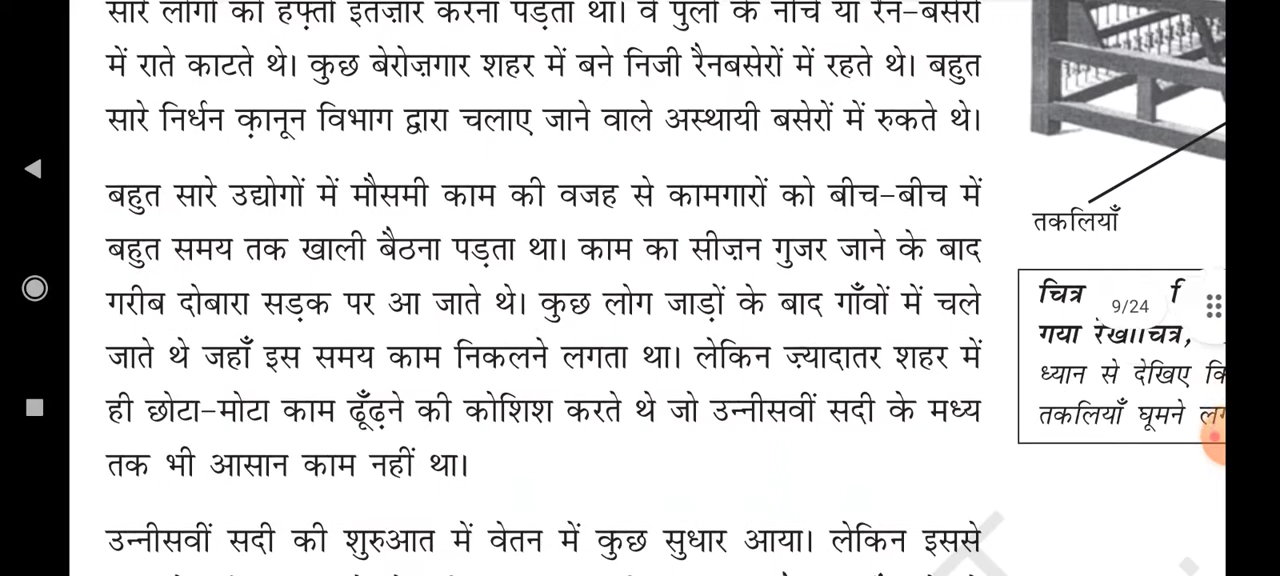 सारे लोगों को हफ़्तों इंतज़ार करना पड़ता था। वे पुलों के नीचे या रैन-बसेरों
में राते काटते थे। कुछ बेरोज़गार शहर में बने निजी रैनबसेरों में रहते थे। बहुत
सारे निर्धन क़ानून विभाग द्वारा चलाए जाने वाले अस्थायी बसेरों में रुकते थे।
बहुत सारे उद्योगों में मौसमी काम की वजह से कामगारों को बीच-बीच में
बहुत समय तक खाली बैठना पड़ता था। काम का सीज़न गुजर जाने के बाद
गरीब दोबारा सड़क पर आ जाते थे। कुछ लोग जाड़ों के बाद गाँवों में चले
जाते थे जहाँ इस समय काम निकलने लगता था। लेकिन ज़्यादातर शहर में
ही छोटा-मोटा काम ढूँढ़ने की कोशिश करते थे जो उन्नीसवीं सदी के मध्य
तक भी आसान काम नहीं था।
उन्नीसवीं सदी की शुरुआत में वेतन में कुछ सुधार आया। लेकिन इससे
तकलियाँ
चित्र
9/24
गया रेखाचित्र,
ध्यान से देखिए
तकलियाँ घूमने